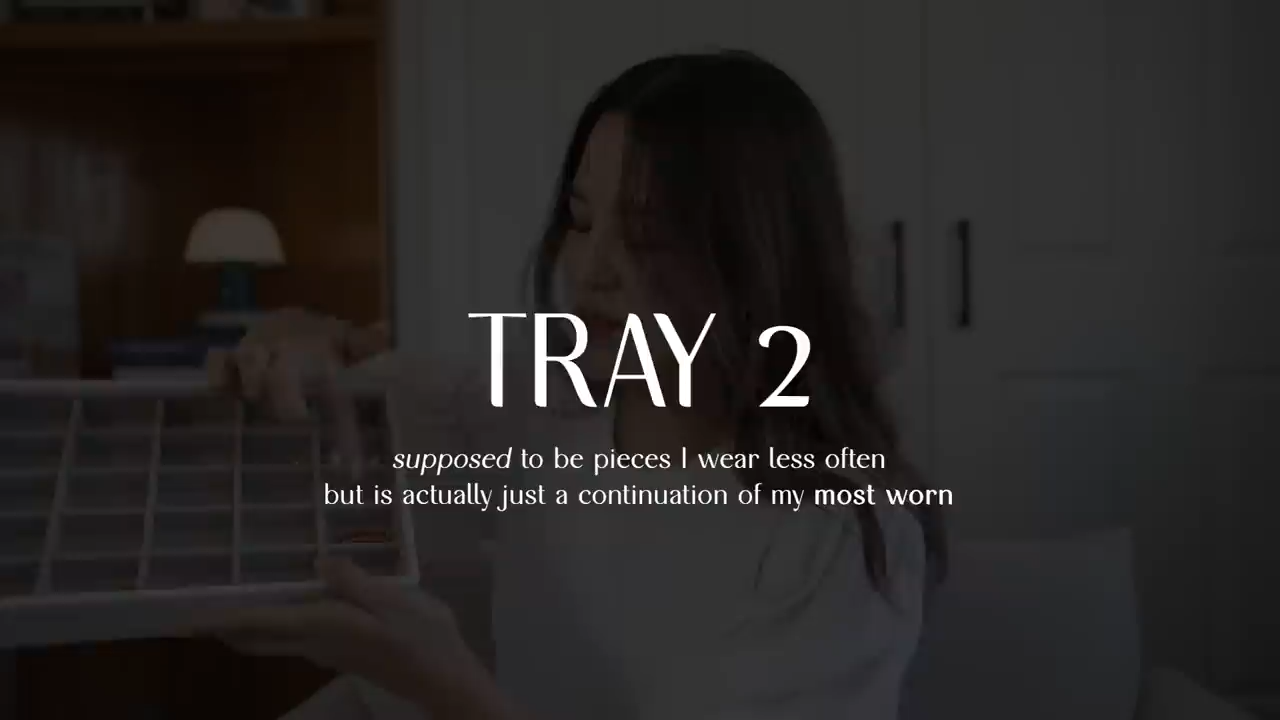 TRAY 2
supposed to be pieces I wear less often
but is actually just a continuation of my most worn